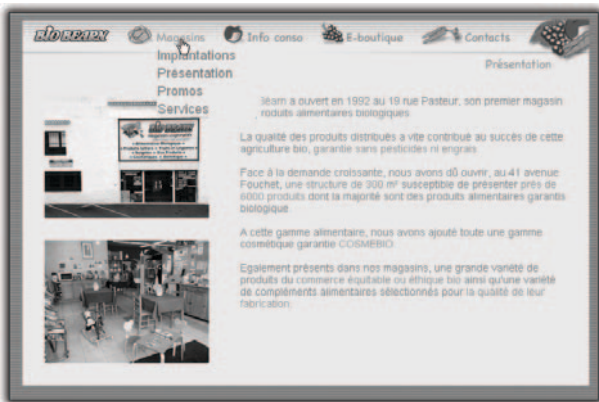 BIO BEARN Magasins Info conso E-boutique Contacts
Implantations
Présentation
Promos
Services
Présentation
Béarn a ouvert en 1992 au 19 rue Pasteur, son premier magasin
roduits alimentaires biologiques
La qualité des produits distribués a vite contribué au succès de cette
agriculture bio, garantie sans pesticides ni engrais
Face à la demande croissante, nous avons dû ouvrir, au 41 avenue
Fouchet, une structure de 300 m² susceptible de présenter près de
6000 produits dont la majorité sont des produits alimentaires garantis
biologique
A cette gamme alimentaire, nous avons ajouté toute une gamme
cosmétique garantie COSMEBIO
Egalement présents dans nos magasins, une grande variété de
produits du commerce équitable ou éthique bio ainsi qu'une variété
de compléments alimentaires sélectionnés pour la qualité de leur
fabrication
BIO BEARN